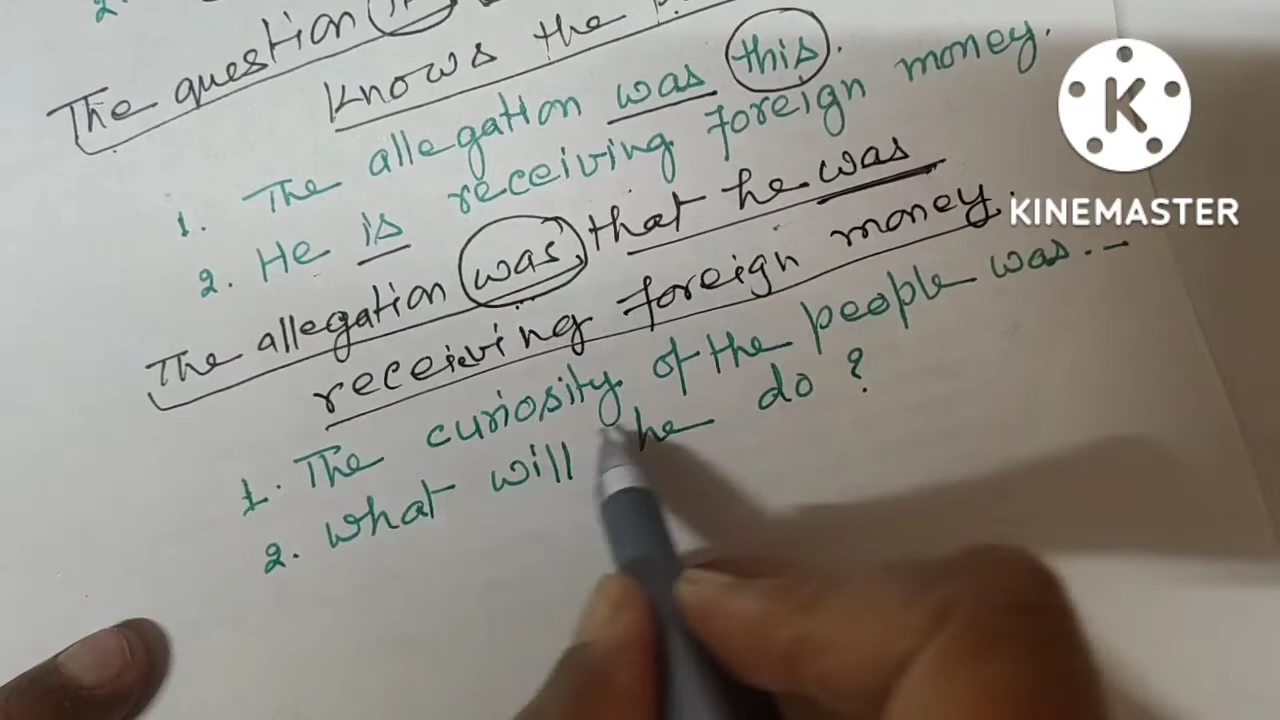 2.
The question
knows the
1. The allegation was this.
2. He is receiving foreign money.
The allegation was, that he was
receiving foreign money.
1. The curiosity of the people was..-
2. What will he do ?
K
KINEMASTER